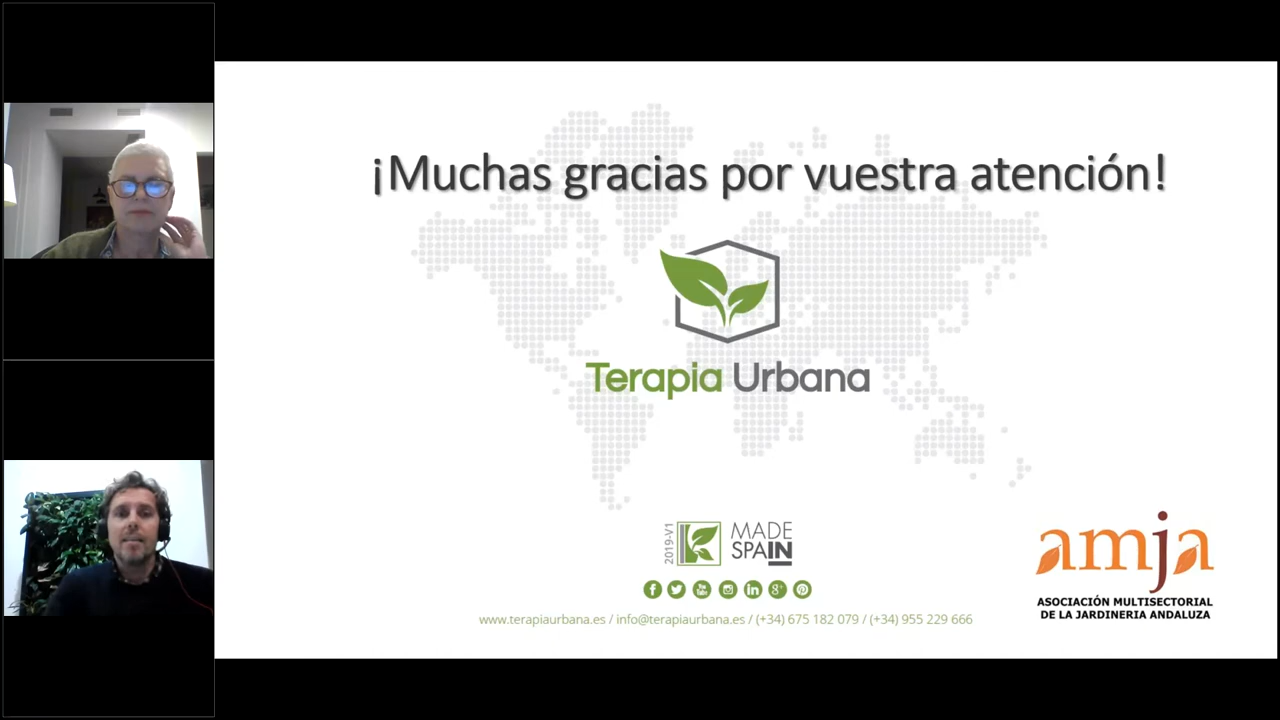 ¡Muchas gracias por vuestra atención!
Terapia Urbana
2019-V1
MADE
SPAIN
www.terapiaurbana.es / info@terapiaurbana.es / (+34) 675 182 079 / (+34) 955 229 666
amja
ASOCIACIÓN MULTISECTORIAL
DE LA JARDINERIA ANDALUZA